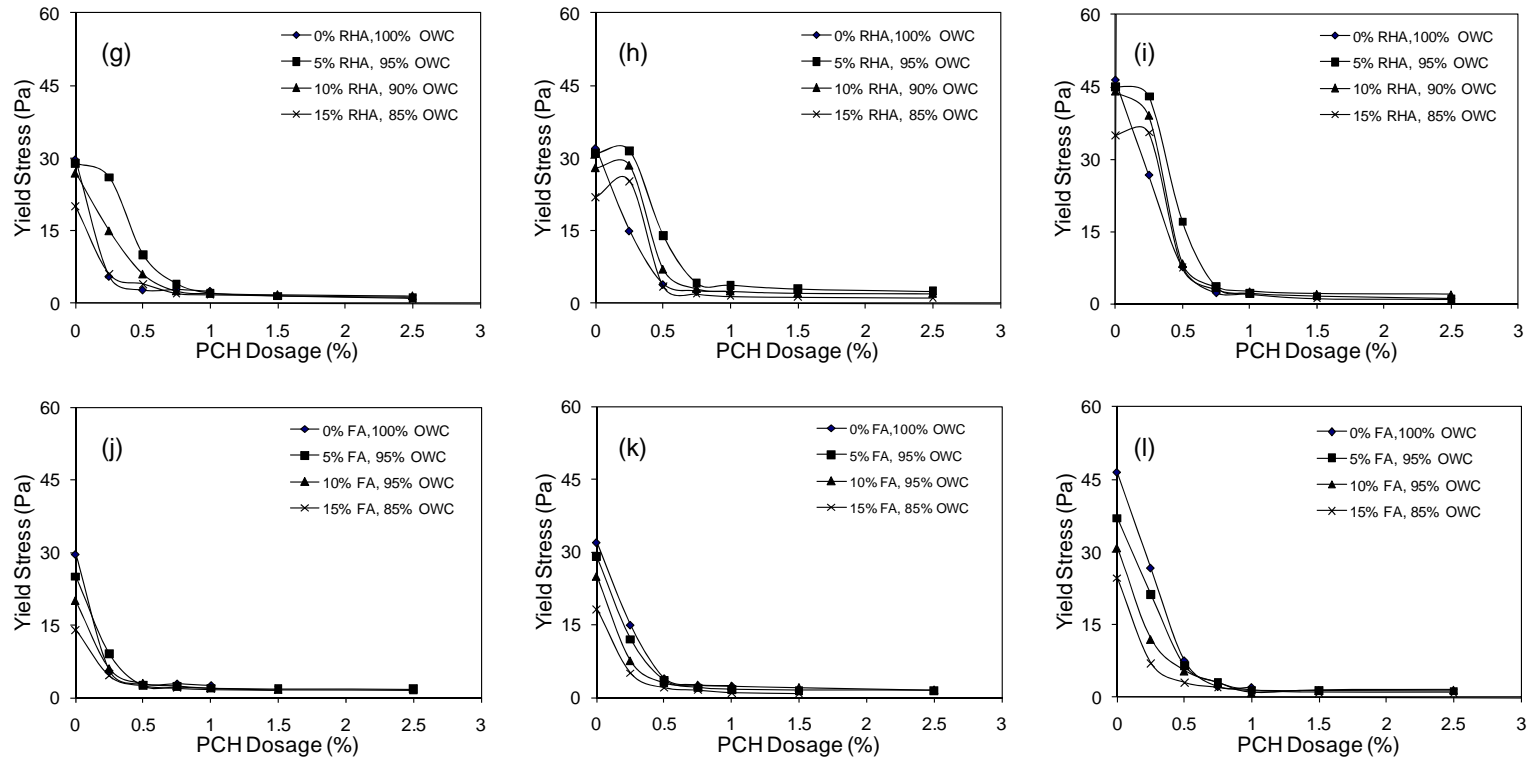 60
45
30
15
0
Yield Stress (Pa)
(g)
0% RHA,100% OWC
5% RHA, 95% OWC
10% RHA, 90% OWC
15% RHA, 85% OWC
0 0.5 1 1.5 2 2.5 3
PCH Dosage (%)
60
45
30
15
0
Yield Stress (Pa)
(h)
0% RHA,100% OWC
5% RHA, 95% OWC
10% RHA, 90% OWC
15% RHA, 85% OWC
0 0.5 1 1.5 2 2.5 3
PCH Dosage (%)
60
45
30
15
0
Yield Stress (Pa)
(i)
0% RHA,100% OWC
5% RHA, 95% OWC
10% RHA, 90% OWC
15% RHA, 85% OWC
0 0.5 1 1.5 2 2.5 3
PCH Dosage (%)
60
45
30
15
0
Yield Stress (Pa)
(j)
0% FA,100% OWC
5% FA, 95% OWC
10% FA, 95% OWC
15% FA, 85% OWC
0 0.5 1 1.5 2 2.5 3
PCH Dosage (%)
60
45
30
15
0
Yield Stress (Pa)
(k)
0% FA,100% OWC
5% FA, 95% OWC
10% FA, 95% OWC
15% FA, 85% OWC
0 0.5 1 1.5 2 2.5 3
PCH Dosage (%)
60
45
30
15
0
Yield Stress (Pa)
(l)
0% FA,100% OWC
5% FA, 95% OWC
10% FA, 95% OWC
15% FA, 85% OWC
0 0.5 1 1.5 2 2.5 3
PCH Dosage (%)